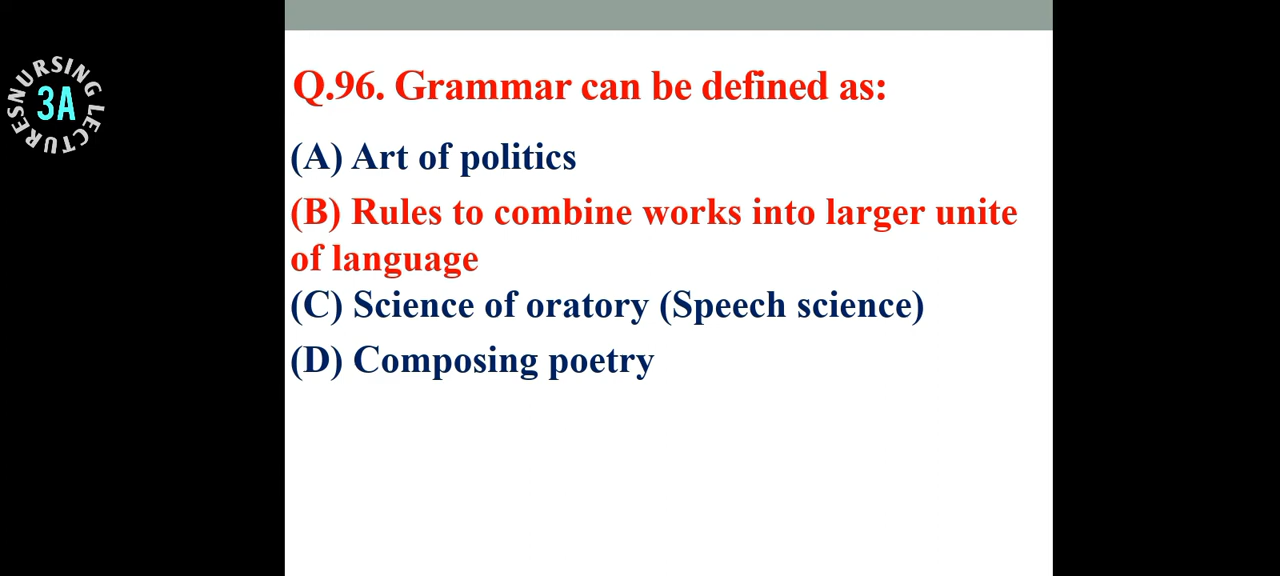 NURSING LECTURES
3A
Q.96. Grammar can be defined as:
(A) Art of politics
(B) Rules to combine works into larger unite
of language
(C) Science of oratory (Speech science)
(D) Composing poetry